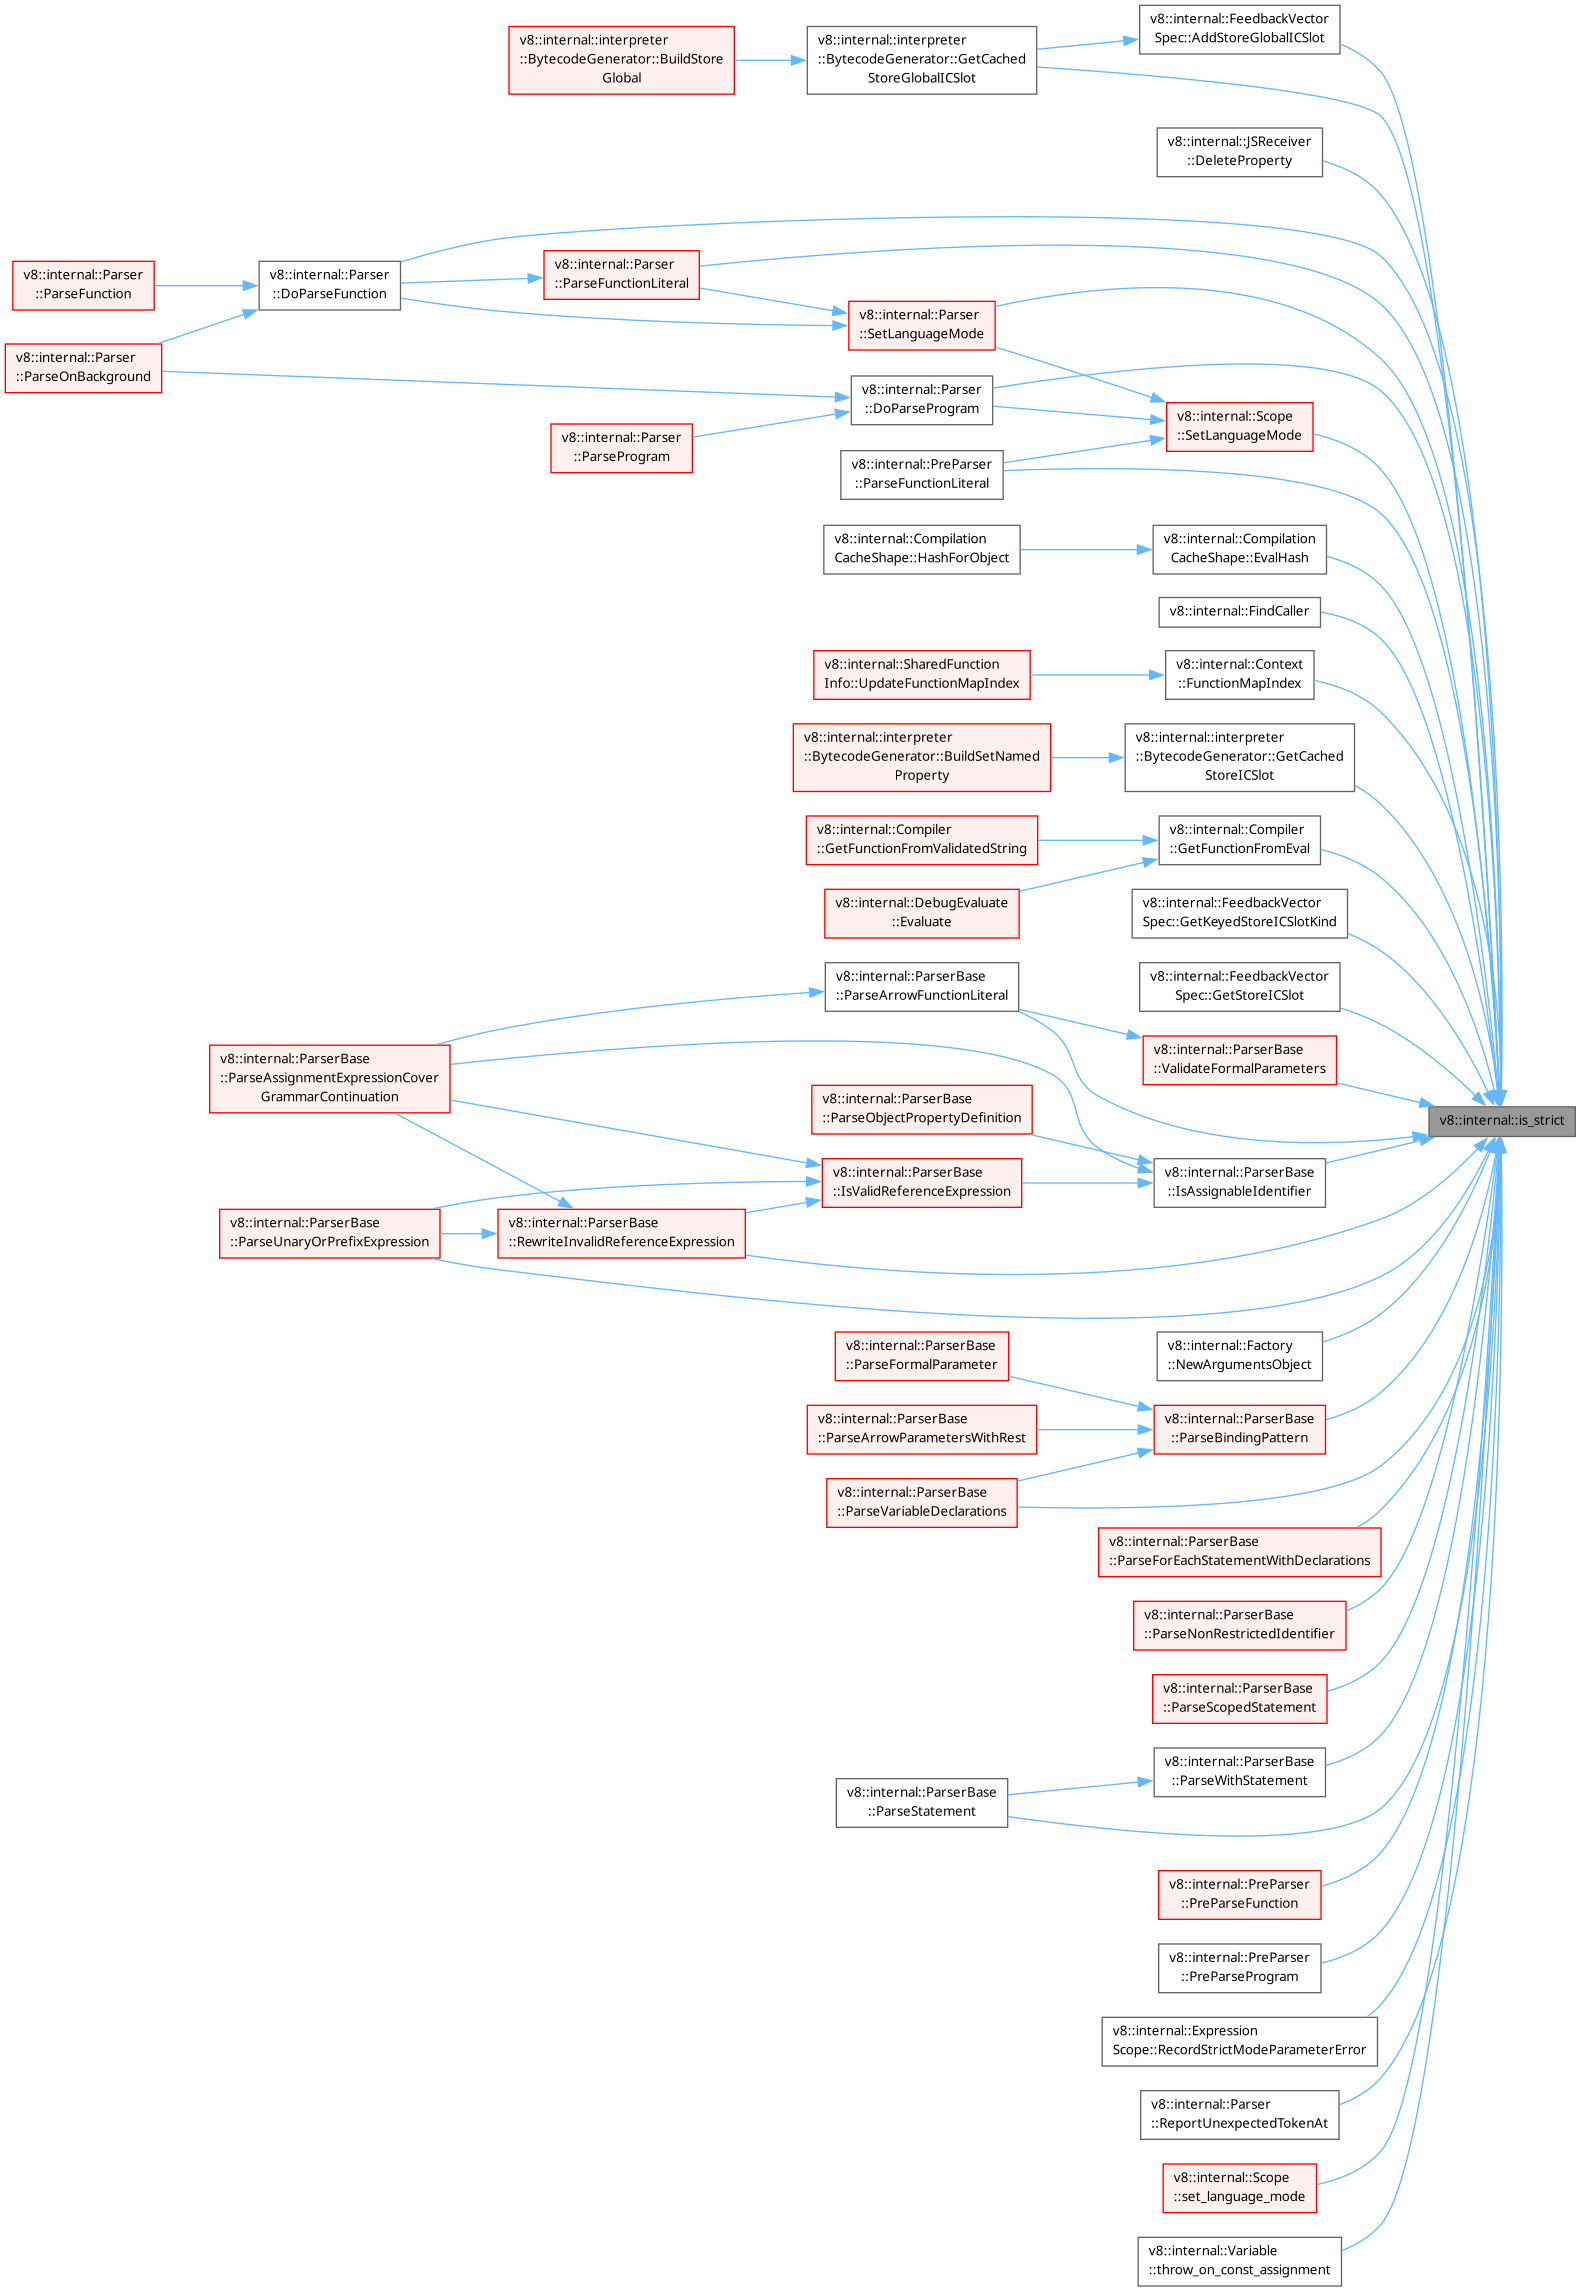 v8::internal::FeedbackVector
Spec::AddStoreGlobalICSlot
v8::internal::interpreter
::BytecodeGenerator::GetCached
StoreGlobalICSlot
v8::internal::interpreter
::BytecodeGenerator::BuildStore
Global
v8::internal::JSReceiver
::DeleteProperty
v8::internal::Parser
::ParseFunction
v8::internal::Parser
::DoParseFunction
v8::internal::Parser
::ParseFunctionLiteral
v8::internal::Parser
::SetLanguageMode
v8::internal::Parser
::ParseOnBackground
v8::internal::Parser
::DoParseProgram
v8::internal::Scope
::SetLanguageMode
v8::internal::Parser
::ParseProgram
v8::internal::PreParser
::ParseFunctionLiteral
v8::internal::Compilation
CacheShape::HashForObject
v8::internal::Compilation
CacheShape::EvalHash
v8::internal::FindCaller
v8::internal::SharedFunction
Info::UpdateFunctionMapIndex
v8::internal::Context
::FunctionMapIndex
v8::internal::interpreter
::BytecodeGenerator::BuildSetNamed
Property
v8::internal::interpreter
::BytecodeGenerator::GetCached
StoreICSlot
v8::internal::Compiler
::GetFunctionFromValidatedString
v8::internal::Compiler
::GetFunctionFromEval
v8::internal::DebugEvaluate
::Evaluate
v8::internal::FeedbackVector
Spec::GetKeyedStoreICSlotKind
v8::internal::ParserBase
::ParseArrowFunctionLiteral
v8::internal::FeedbackVector
Spec::GetStoreICSlot
v8::internal::ParserBase
::ParseAssignmentExpressionCover
GrammarContinuation
v8::internal::ParserBase
::ValidateFormalParameters
v8::internal::ParserBase
::ParseObjectPropertyDefinition
v8::internal::is_strict
v8::internal::ParserBase
::IsValidReferenceExpression
v8::internal::ParserBase
::IsAssignableIdentifier
v8::internal::ParserBase
::ParseUnaryOrPrefixExpression
v8::internal::ParserBase
::RewriteInvalidReferenceExpression
v8::internal::ParserBase
::ParseFormalParameter
v8::internal::Factory
::NewArgumentsObject
v8::internal::ParserBase
::ParseArrowParametersWithRest
v8::internal::ParserBase
::ParseBindingPattern
v8::internal::ParserBase
::ParseVariableDeclarations
v8::internal::ParserBase
::ParseForEachStatementWithDeclarations
v8::internal::ParserBase
::ParseNonRestrictedIdentifier
v8::internal::ParserBase
::ParseScopedStatement
v8::internal::ParserBase
::ParseWithStatement
v8::internal::ParserBase
::ParseStatement
v8::internal::PreParser
::PreParseFunction
v8::internal::PreParser
::PreParseProgram
v8::internal::Expression
Scope::RecordStrictModeParameterError
v8::internal::Parser
::ReportUnexpectedTokenAt
v8::internal::Scope
::set_language_mode
v8::internal::Variable
::throw_on_const_assignment